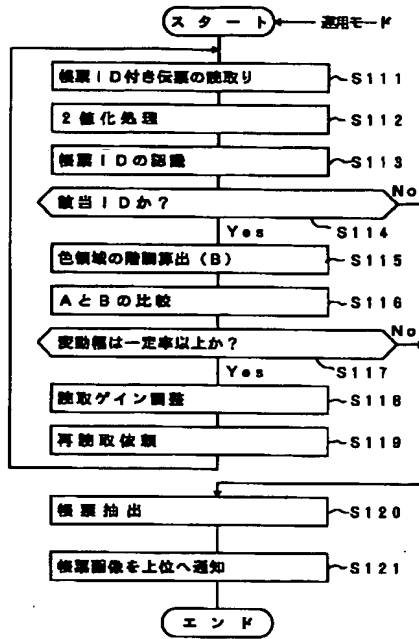 スタート
運用モード
帳票ID付き伝票の読取り
S111
2値化処理
S112
帳票IDの認識
S113
該当IDか?
No
S114
Yes
色領域の階調算出(B)
S115
AとBの比較
S116
変動幅は一定率以上か?
No
S117
Yes
読取ゲイン調整
S118
再読取依頼
S119
帳票抽出
S120
帳票画像を上位へ通知
S121
エンド